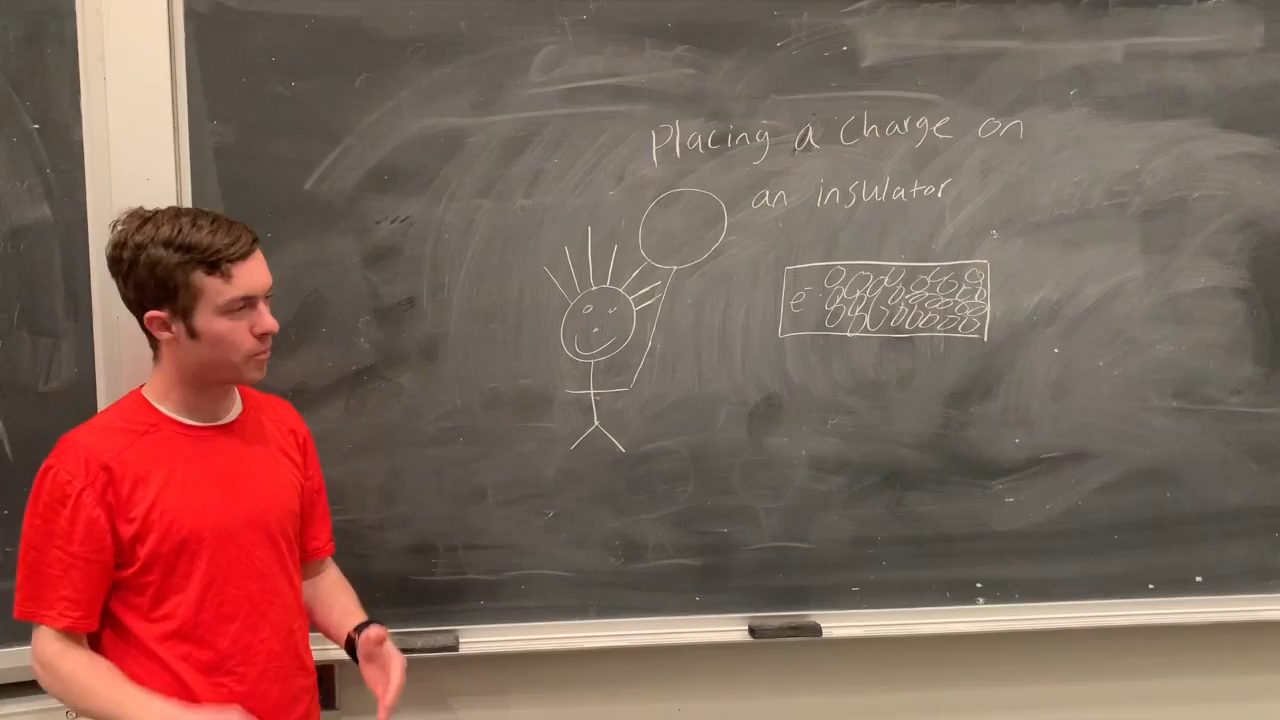 Placing a Charge on
an insulator
e⁻